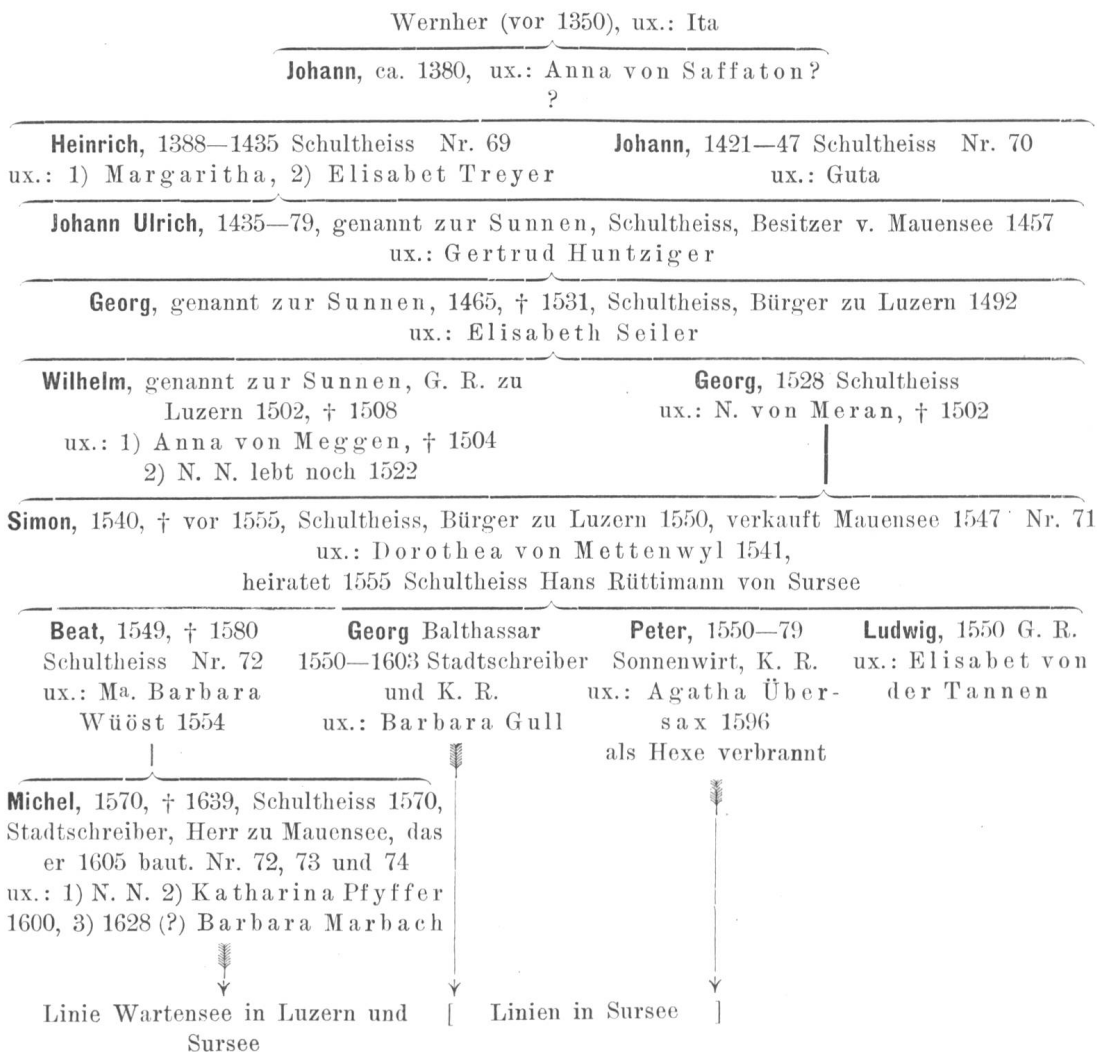 Wernher (vor 1350), ux.: Ita
Johann, ca. 1380, ux.: Anna von Saffaton?
?
Heinrich, 1388—1435 Schultheiss Nr. 69
ux.: 1) Margaritha, 2) Elisabet Treyer
Johann, 1421—47 Schultheiss Nr. 70
ux.: Guta
Johann Ulrich, 1435—79, genannt zur Sunnen, Schultheiss, Besitzer v. Mauensee 1457
ux.: Gertrud Huntziger
Georg, genannt zur Sunnen, 1465, † 1531, Schultheiss, Bürger zu Luzern 1492
ux.: Elisabeth Seiler
Wilhelm, genannt zur Sunnen, G. R. zu
Luzern 1502, † 1508
ux.: 1) Anna von Meggen, † 1504
2) N. N. lebt noch 1522
Georg, 1528 Schultheiss
ux.: N. von Meran, † 1502
Simon, 1540, † vor 1555, Schultheiss, Bürger zu Luzern 1550, verkauft Mauensee 1547 Nr. 71
ux.: Dorothea von Mettenwyl 1541,
heiratet 1555 Schultheiss Hans Rüttimann von Sursee
Beat, 1549, † 1580
Schultheiss Nr. 72
ux.: Ma. Barbara
Wüöst 1554
Georg Balthassar
1550—1603 Stadtschreiber
und K. R.
ux.: Barbara Gull
Peter, 1550—79
Sonnenwirt, K. R.
ux.: Agatha Über-
sax 1596
als Hexe verbrannt
Ludwig, 1550 G. R.
ux.: Elisabet von
der Tannen
Michel, 1570, † 1639, Schultheiss 1570,
Stadtschreiber, Herr zu Mauensee, das
er 1605 baut. Nr. 72, 73 und 74
ux.: 1) N. N. 2) Katharina Pfyffer
1600, 3) 1628 (?) Barbara Marbach
Linie Wartensee in Luzern und
Sursee
[ Linien in Sursee ]